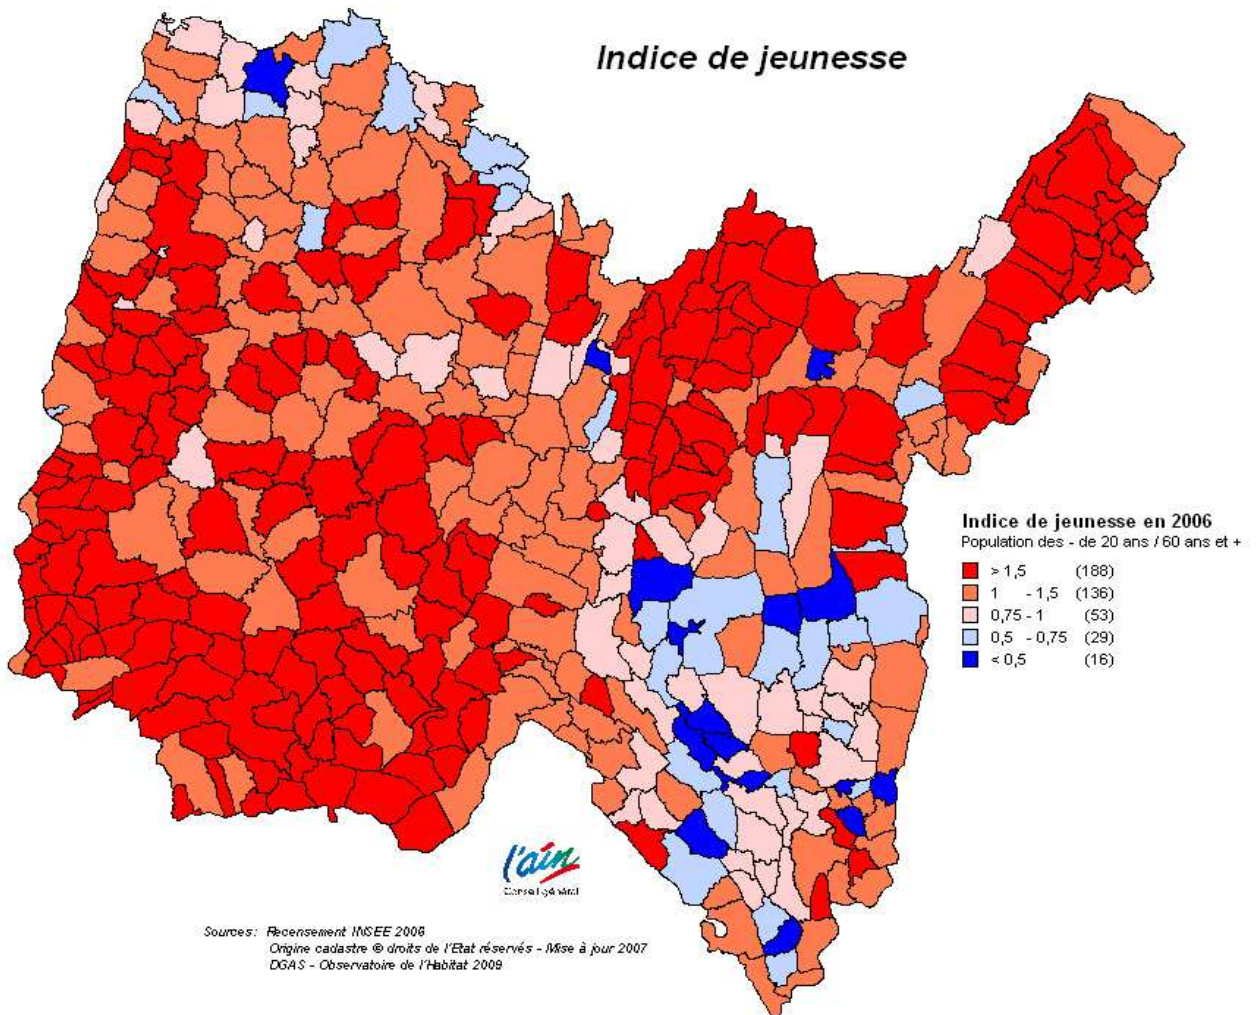 Indice de jeunesse
Indice de jeunesse en 2006
Population des - de 20 ans / 60 ans et +
> 1,5 (188)
1 - 1,5 (136)
0,75 - 1 (53)
0,5 - 0,75 (29)
< 0,5 (16)
l'ain
Conseil général
Sources: Recensement INSEE 2006
Origine cadastre © droits de l'Etat réservés - Mise à jour 2007
DGAS - Observatoire de l'Habitat 2009